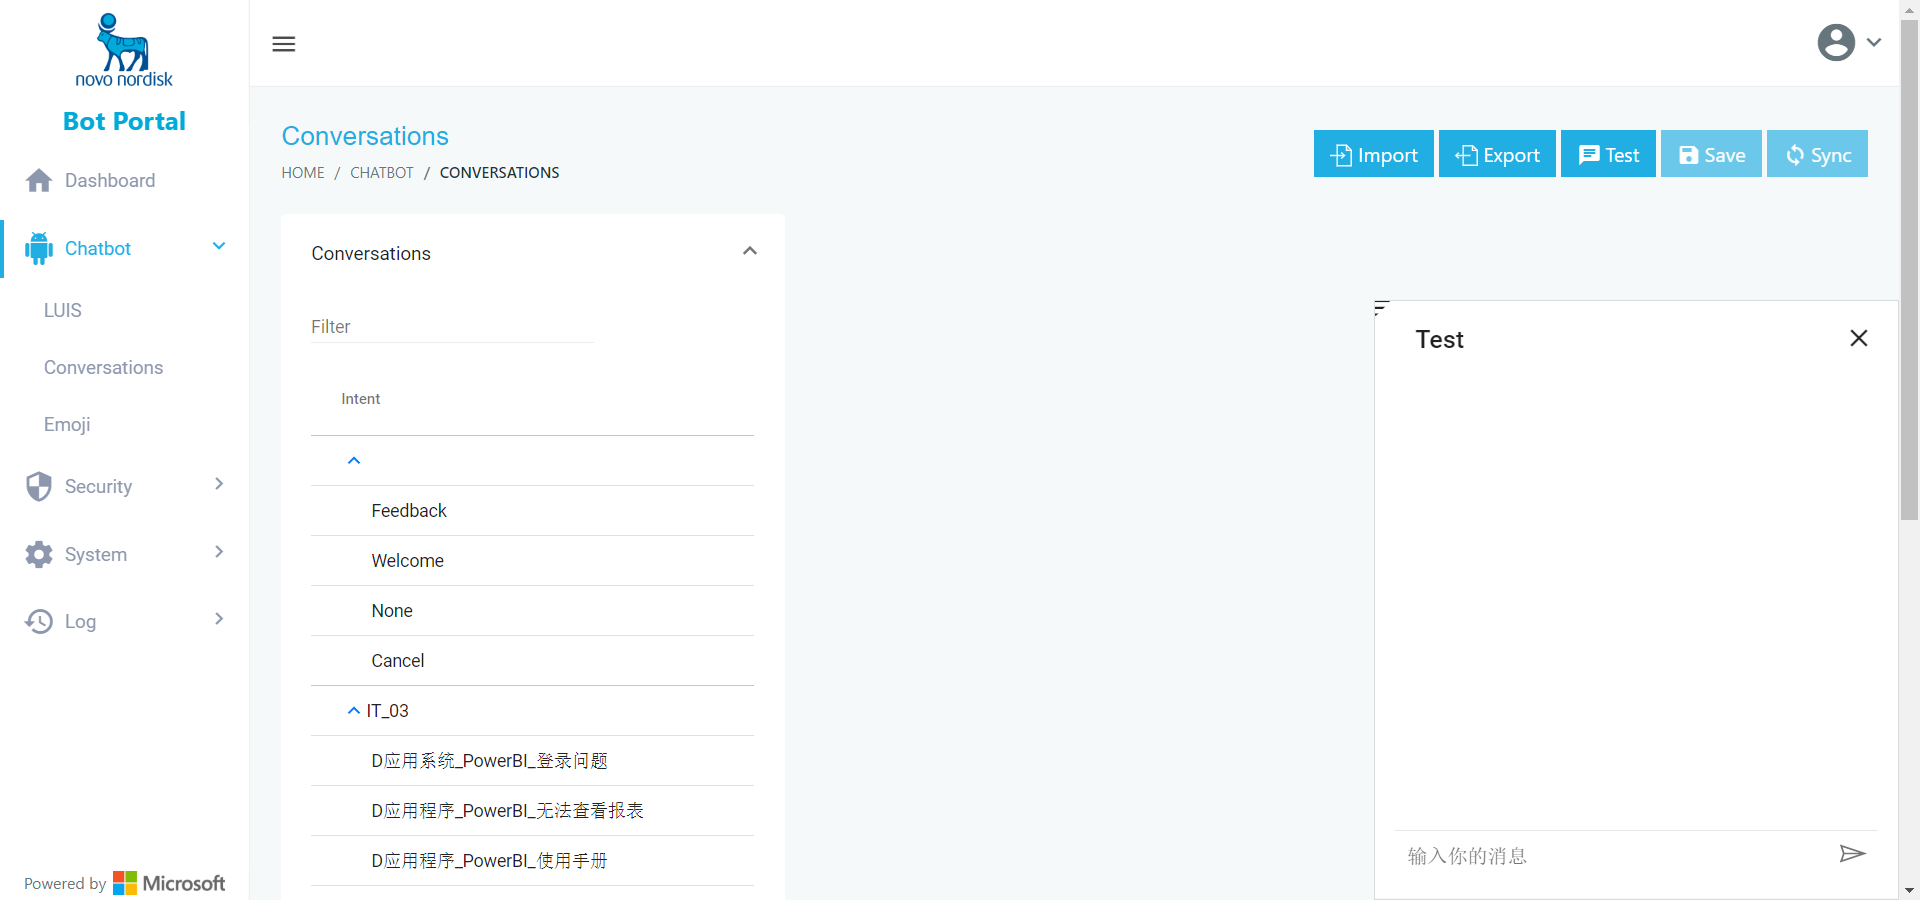 novo nordisk
Bot Portal
Dashboard
Chatbot
LUIS
Conversations
Emoji
Security
System
Log
Powered by Microsoft
Conversations
HOME / CHATBOT / CONVERSATIONS
Import
Export
Test
Save
Sync
Conversations
Filter
Intent
Feedback
Welcome
None
Cancel
IT_03
D应用系统_PowerBI_登录问题
D应用程序_PowerBI_无法查看报表
D应用程序_PowerBI_使用手册
Test
输入你的消息